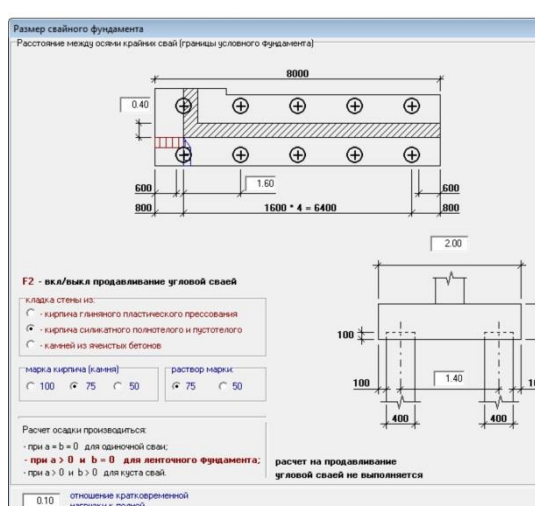 Размер свайного фундамента
Расстояние между осями крайних свай (границы условного фундамента)
8000
0.40
600
1.60
600
800
1600 * 4 = 6400
800
2.00
F2 - вкл/выкл продавливание угловой сваей
кладка стены из:
- кирпича глиняного пластического прессования
- кирпича силикатного полнотелого и пустотелого
- камней из ячеистых бетонов
100
марка кирпича (камня)
раствор марки:
100
75
50
75
50
100
1.40
400
400
Расчет осадки производиться:
- при a = b = 0 для одиночной сваи;
- при a > 0 и b = 0 для ленточного фундамента;
- при a > 0 и b > 0 для куста свай.
расчет на продавливание
угловой сваей не выполняется
0.10
отношение кратковременной
нагрузки к полной